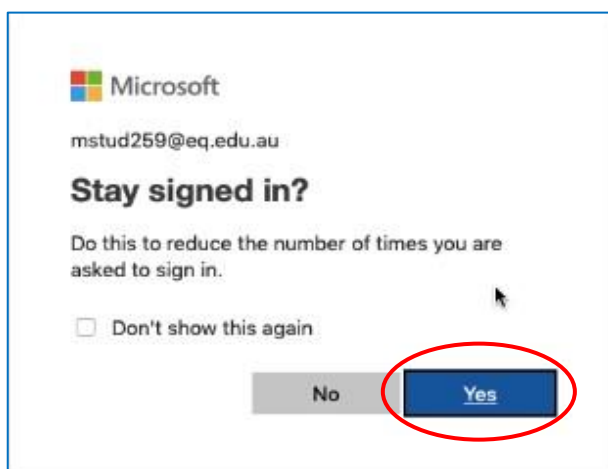 Microsoft
mstud259@eq.edu.au
Stay signed in?
Do this to reduce the number of times you are
asked to sign in.
Don't show this again
No
Yes